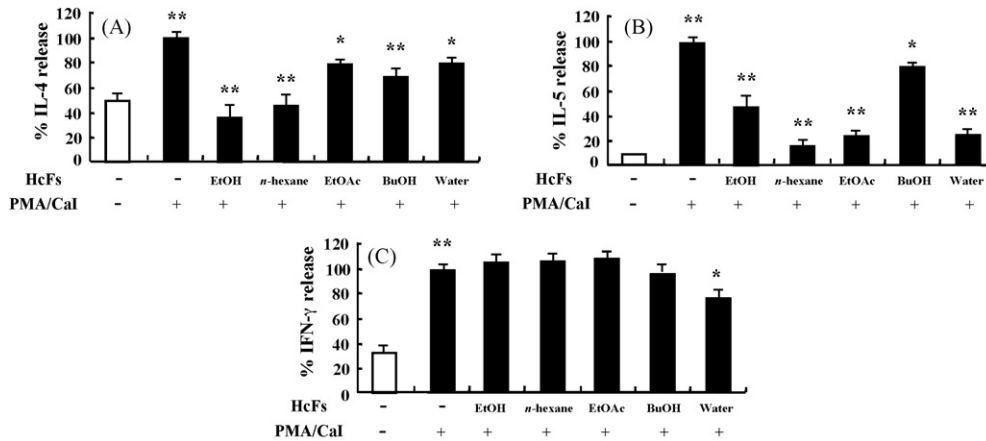 (A)
% IL-4 release
120
100
80
60
40
20
0
** ** ** * ** *
HcFs - - EtOH n-hexane EtOAc BuOH Water
PMA/CaI - + + + + + +
(B)
% IL-5 release
120
100
80
60
40
20
0
** ** ** ** * **
HcFs - - EtOH n-hexane EtOAc BuOH Water
PMA/CaI - + + + + + +
(C)
% IFN-γ release
120
100
80
60
40
20
0
** *
HcFs - - EtOH n-hexane EtOAc BuOH Water
PMA/CaI - + + + + + +